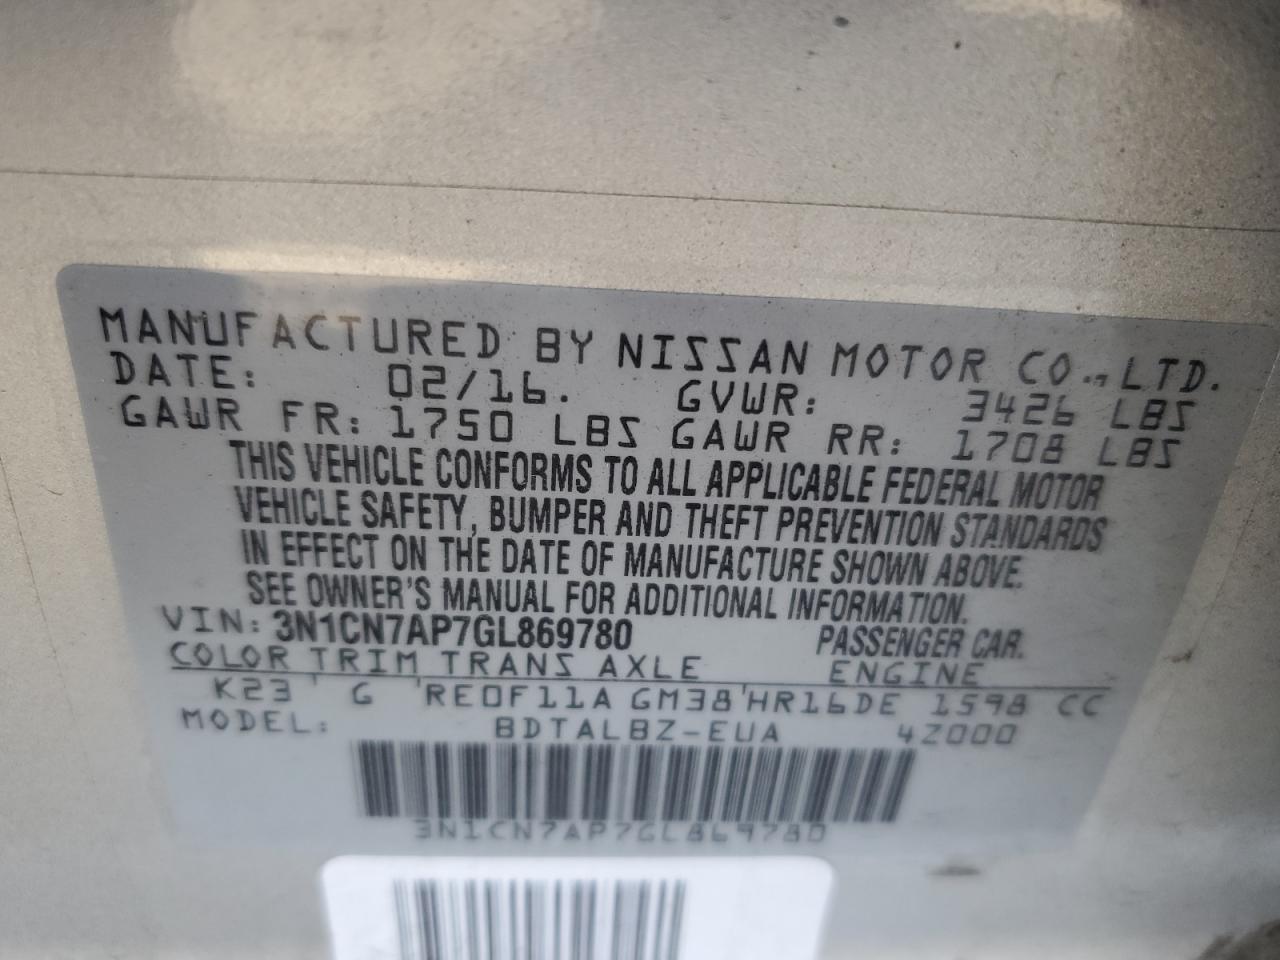 MANUFACTURED BY NISSAN MOTOR CO., LTD.
DATE: 02/16. GVWR: 3426 LBS
GAWR FR: 1750 LBS GAWR RR: 1708 LBS
THIS VEHICLE CONFORMS TO ALL APPLICABLE FEDERAL MOTOR
VEHICLE SAFETY, BUMPER AND THEFT PREVENTION STANDARDS
IN EFFECT ON THE DATE OF MANUFACTURE SHOWN ABOVE.
SEE OWNER'S MANUAL FOR ADDITIONAL INFORMATION.
VIN: 3N1CN7AP7GL869780 PASSENGER CAR.
COLOR TRIM TRANS AXLE ENGINE
K23 ' G 'RE0F11A GM38'HR16DE 1598 CC
MODEL: BDTALBZ-EUA 4Z000
3N1CN7AP7GL869780